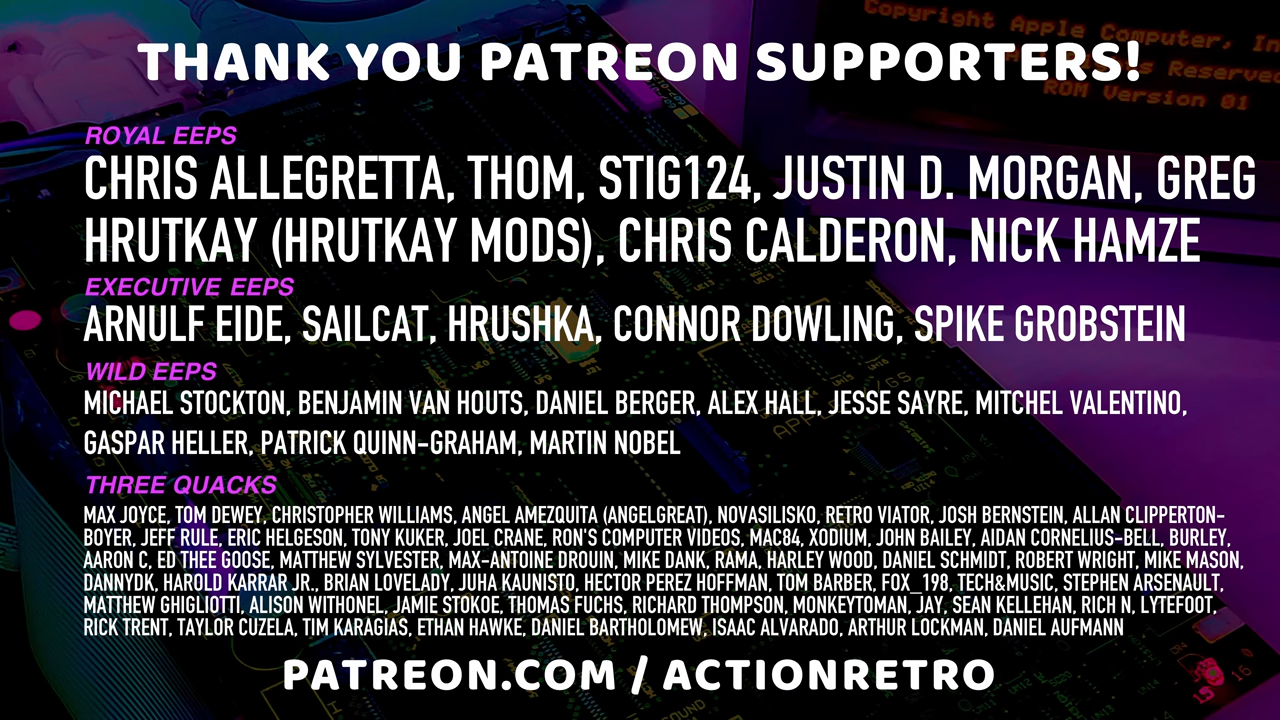 Copyright Apple Computer, In
s Reserve
ROM Version 01
THANK YOU PATREON SUPPORTERS!
ROYAL EEPS
CHRIS ALLEGRETTA, THOM, STIG124, JUSTIN D. MORGAN, GREG
HRUTKAY (HRUTKAY MODS), CHRIS CALDERON, NICK HAMZE
EXECUTIVE EEPS
ARNULF EIDE, SAILCAT, HRUSHKA, CONNOR DOWLING, SPIKE GROBSTEIN
WILD EEPS
MICHAEL STOCKTON, BENJAMIN VAN HOUTS, DANIEL BERGER, ALEX HALL, JESSE SAYRE, MITCHEL VALENTINO,
GASPAR HELLER, PATRICK QUINN-GRAHAM, MARTIN NOBEL
THREE QUACKS
MAX JOYCE, TOM DEWEY, CHRISTOPHER WILLIAMS, ANGEL AMEZQUITA (ANGELGREAT), NOVASILISKO, RETRO VIATOR, JOSH BERNSTEIN, ALLAN CLIPPERTON-
BOYER, JEFF RULE, ERIC HELGESON, TONY KUKER, JOEL CRANE, RON'S COMPUTER VIDEOS, MAC84, XODIUM, JOHN BAILEY, AIDAN CORNELIUS-BELL, BURLEY,
AARON C, ED THEE GOOSE, MATTHEW SYLVESTER, MAX-ANTOINE DROUIN, MIKE DANK, RAMA, HARLEY WOOD, DANIEL SCHMIDT, ROBERT WRIGHT, MIKE MASON,
DANNYDK, HAROLD KARRAR JR., BRIAN LOVELADY, JUHA KAUNISTO, HECTOR PEREZ HOFFMAN, TOM BARBER, FOX_198, TECH&MUSIC, STEPHEN ARSENAULT,
MATTHEW GHIGLIOTTI, ALISON WITHONEL, JAMIE STOKOE, THOMAS FUCHS, RICHARD THOMPSON, MONKEYTOMAN, JAY, SEAN KELLEHAN, RICH N, LYTEFOOT,
RICK TRENT, TAYLOR CUZELA, TIM KARAGIAS, ETHAN HAWKE, DANIEL BARTHOLOMEW, ISAAC ALVARADO, ARTHUR LOCKMAN, DANIEL AUFMANN
PATREON.COM / ACTIONRETRO